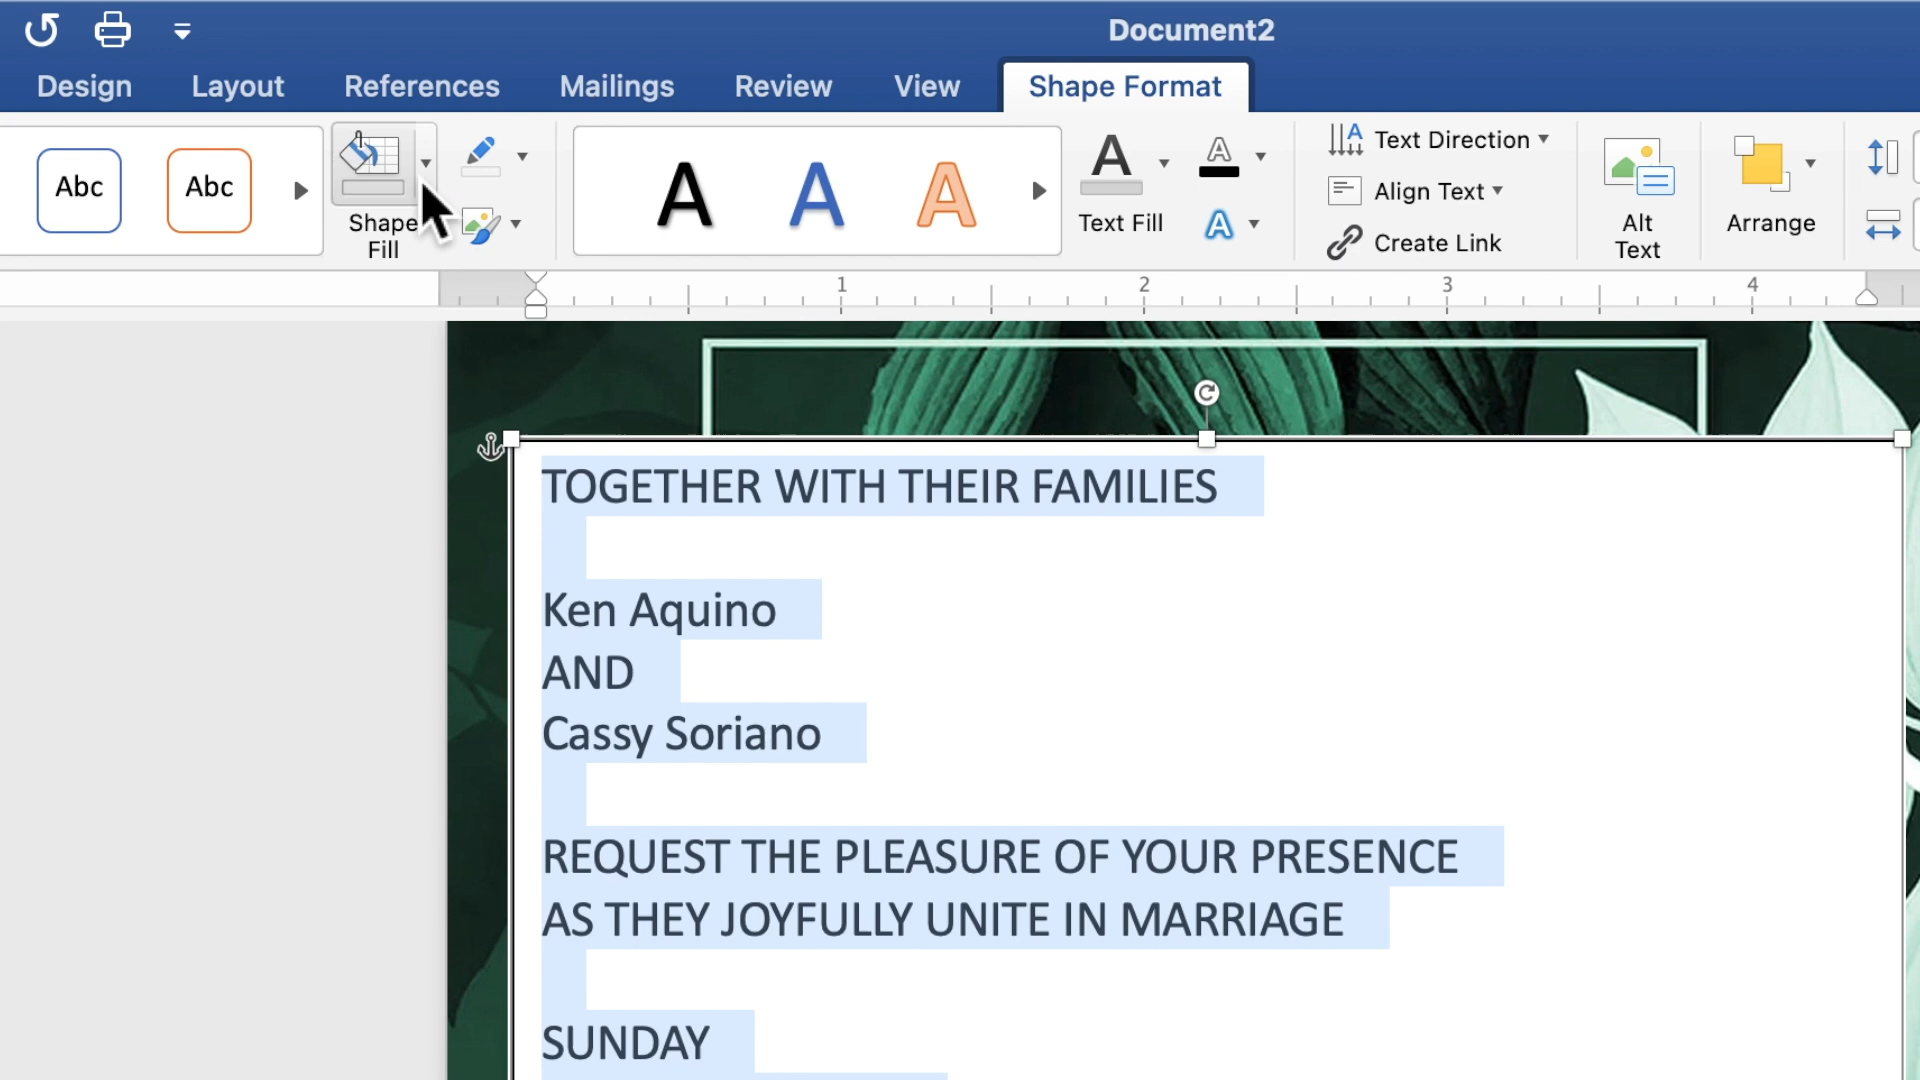 Document2
Design
Layout
References
Mailings
Review
View
Shape Format
Abc
Abc
Shape
Fill
A
A
A
A
Text Fill
A
A
A
Text Direction
Align Text
Create Link
Alt
Text
Arrange
1
2
3
4
TOGETHER WITH THEIR FAMILIES
Ken Aquino
AND
Cassy Soriano
REQUEST THE PLEASURE OF YOUR PRESENCE
AS THEY JOYFULLY UNITE IN MARRIAGE
SUNDAY